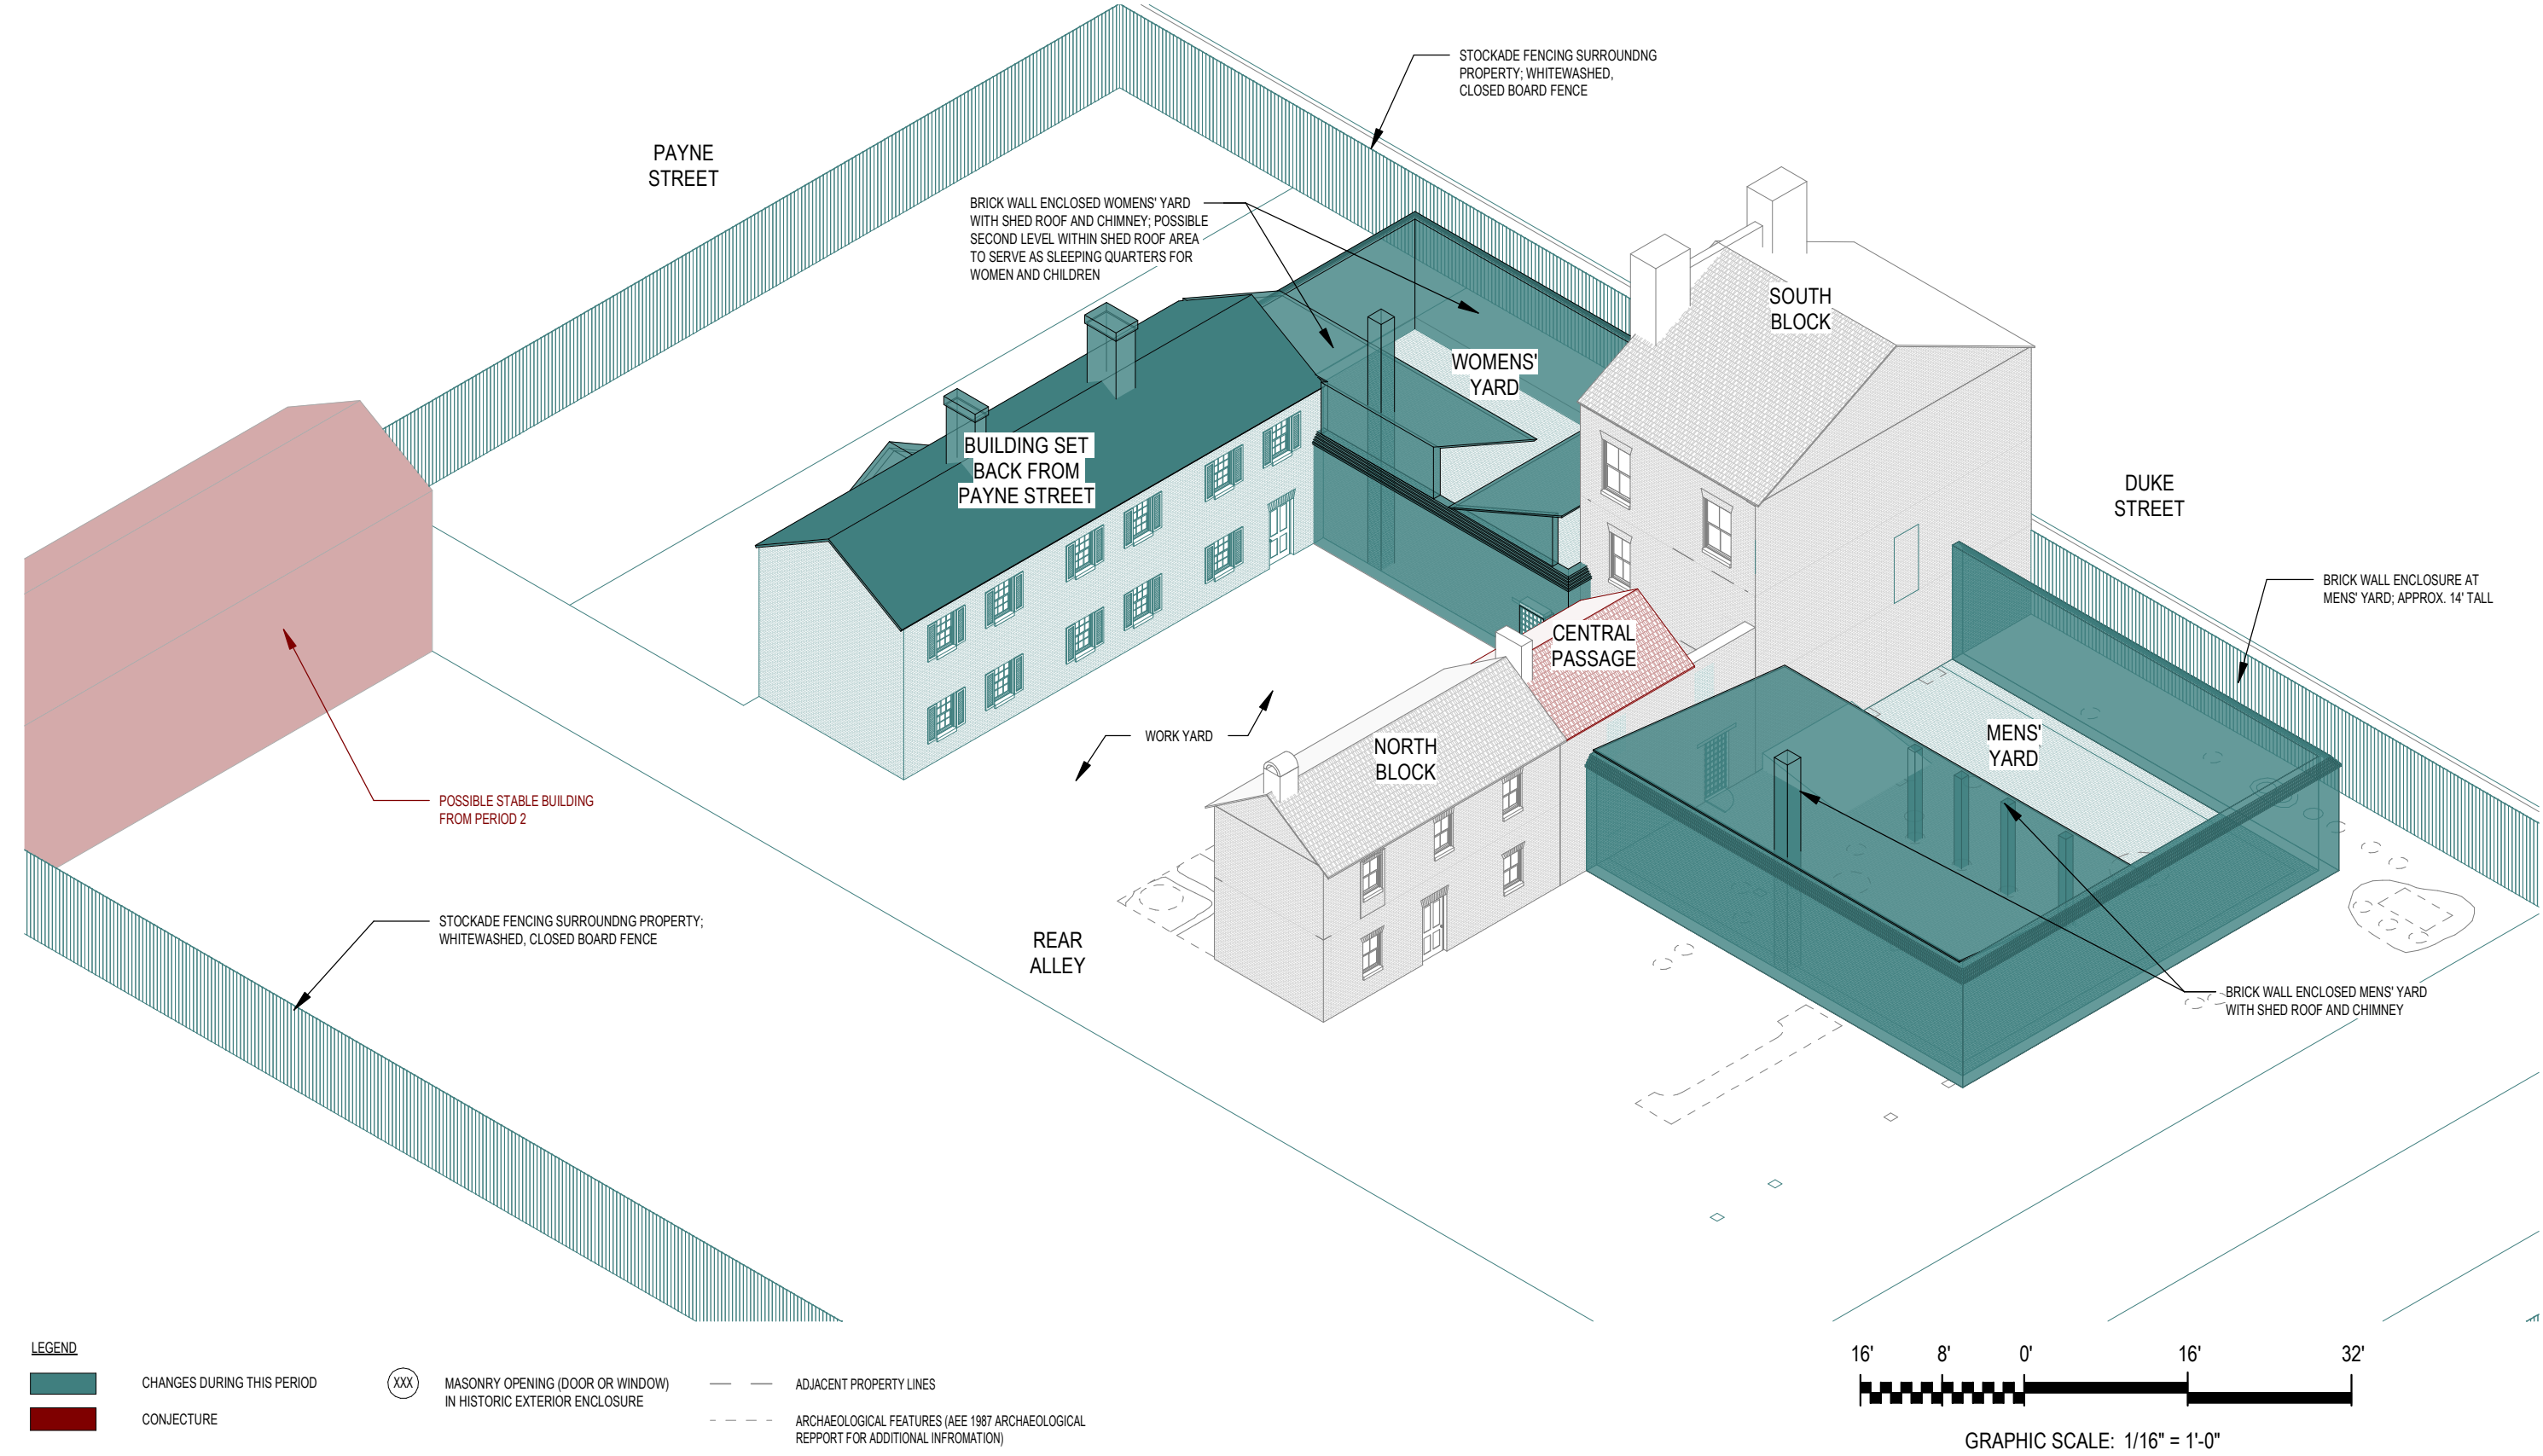 STOCKADE FENCING SURROUNDNG
PROPERTY; WHITEWASHED,
CLOSED BOARD FENCE
PAYNE
STREET
BRICK WALL ENCLOSED WOMENS' YARD
WITH SHED ROOF AND CHIMNEY; POSSIBLE
SECOND LEVEL WITHIN SHED ROOF AREA
TO SERVE AS SLEEPING QUARTERS FOR
WOMEN AND CHILDREN
SOUTH
BLOCK
WOMENS'
YARD
BUILDING SET
BACK FROM
PAYNE STREET
DUKE
STREET
BRICK WALL ENCLOSURE AT
MENS' YARD; APPROX. 14' TALL
CENTRAL
PASSAGE
WORK YARD
NORTH
BLOCK
MENS'
YARD
POSSIBLE STABLE BUILDING
FROM PERIOD 2
STOCKADE FENCING SURROUNDNG PROPERTY;
WHITEWASHED, CLOSED BOARD FENCE
REAR
ALLEY
BRICK WALL ENCLOSED MENS' YARD
WITH SHED ROOF AND CHIMNEY
LEGEND
CHANGES DURING THIS PERIOD
CONJECTURE
XXX
MASONRY OPENING (DOOR OR WINDOW)
IN HISTORIC EXTERIOR ENCLOSURE
ADJACENT PROPERTY LINES
ARCHAEOLOGICAL FEATURES (AEE 1987 ARCHAEOLOGICAL
REPPORT FOR ADDITIONAL INFROMATION)
16' 8' 0' 16' 32'
GRAPHIC SCALE: 1/16" = 1'-0"